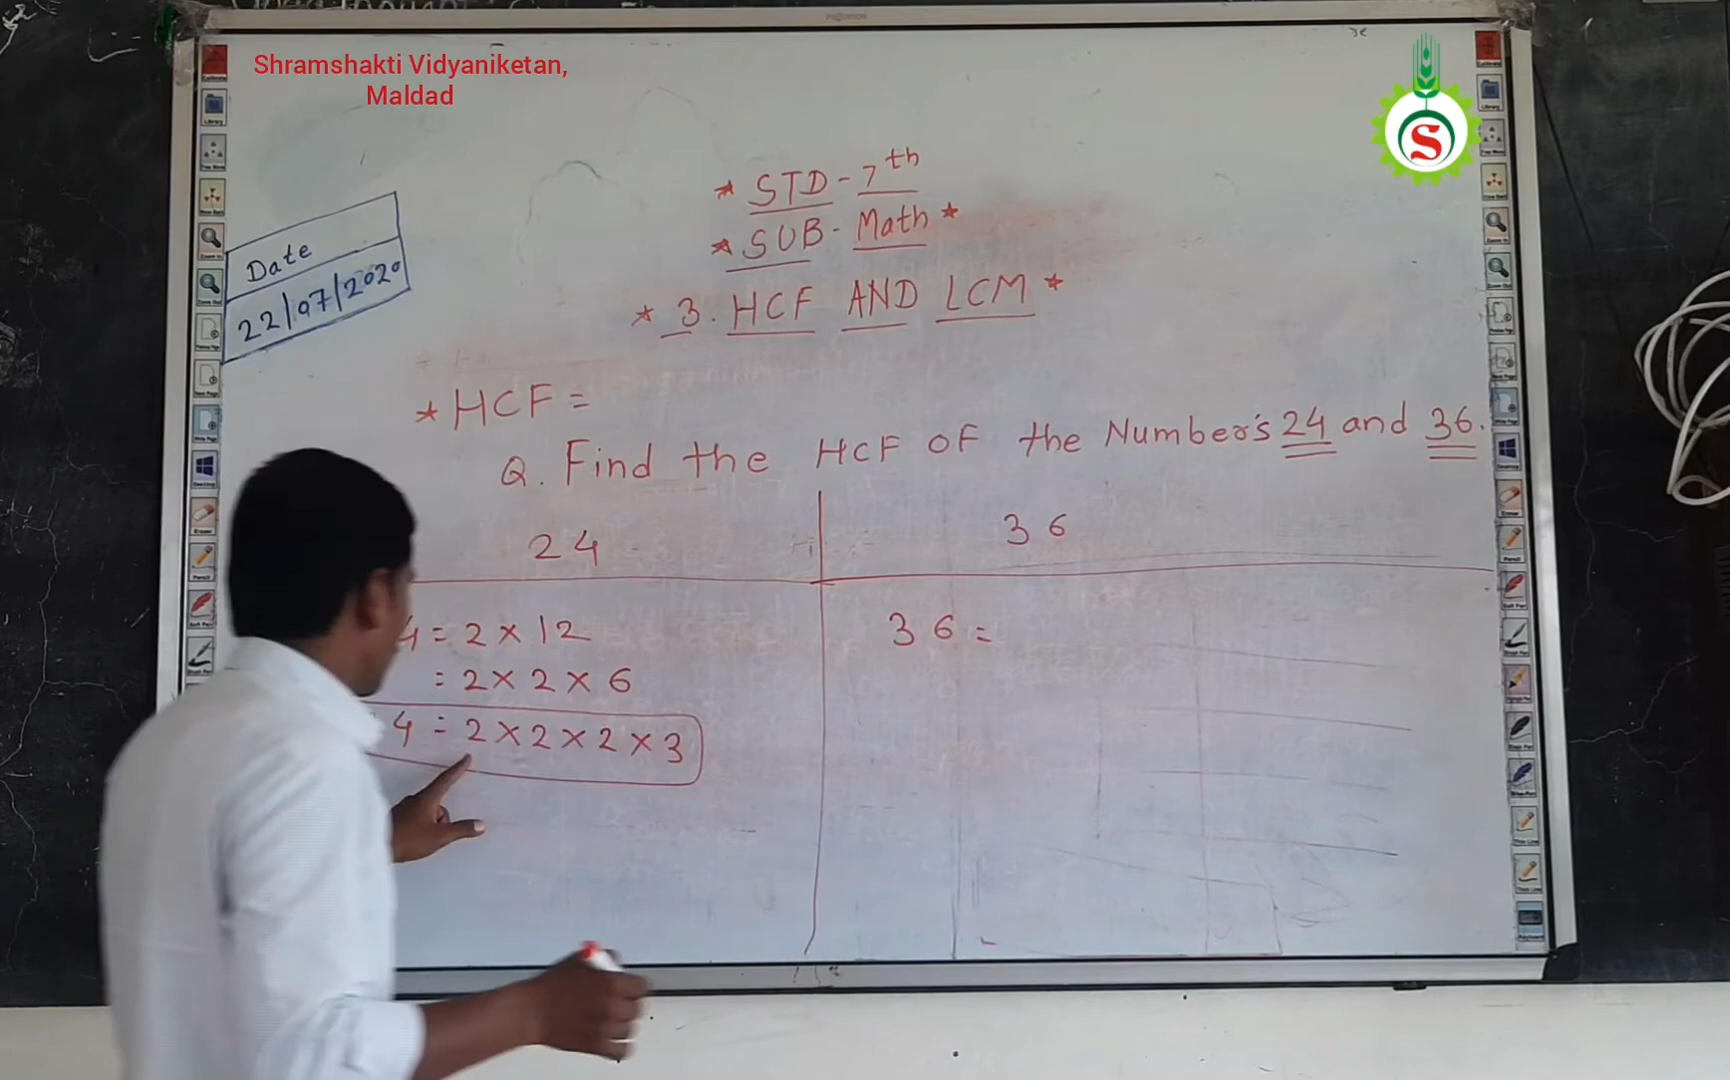 Shramshakti Vidyaniketan,
Maldad
S
* STD - 7th
* SUB - Math *
* 3. HCF AND LCM *
Date
22/07/2020
* HCF =
Q. Find the HCF OF the Number's 24 and 36.
24
36
4 = 2 × 12
= 2 × 2 × 6
4 = 2 × 2 × 2 × 3
36 =